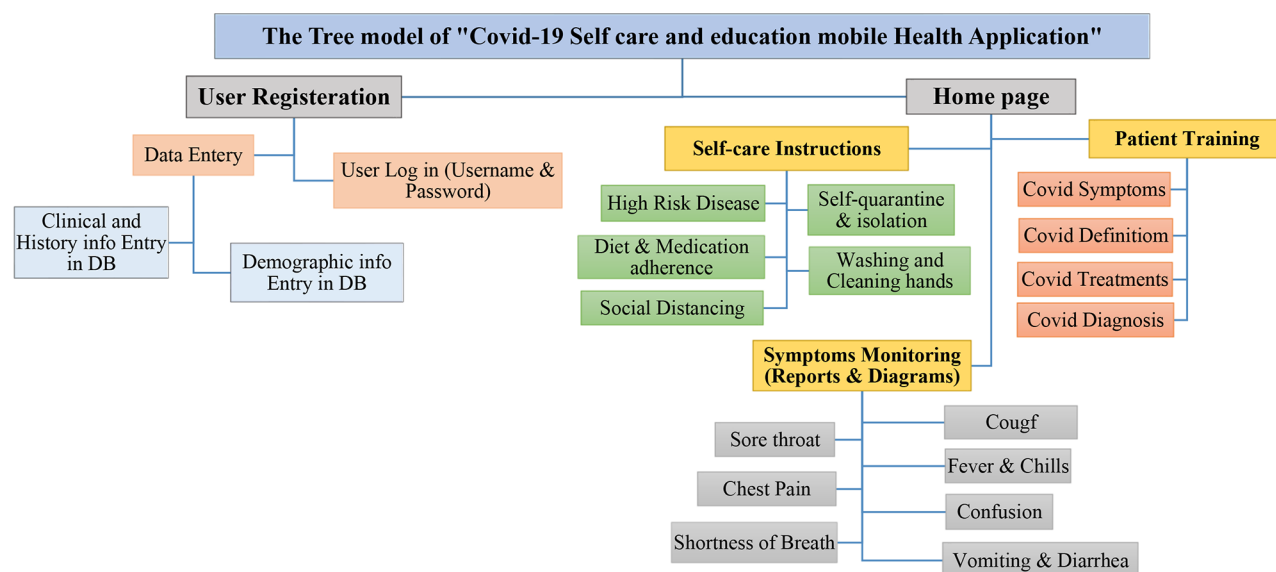 The Tree model of "Covid-19 Self care and education mobile Health Application"
User Registeration
Home page
Data Entery
User Log in (Username &
Password)
Clinical and
History info Entry
in DB
Demographic info
Entry in DB
Self-care Instructions
High Risk Disease
Self-quarantine
& isolation
Diet & Medication
adherence
Washing and
Cleaning hands
Social Distancing
Patient Training
Covid Symptoms
Covid Definitiom
Covid Treatments
Covid Diagnosis
Symptoms Monitoring
(Reports & Diagrams)
Cougf
Sore throat
Fever & Chills
Chest Pain
Confusion
Shortness of Breath
Vomiting & Diarrhea